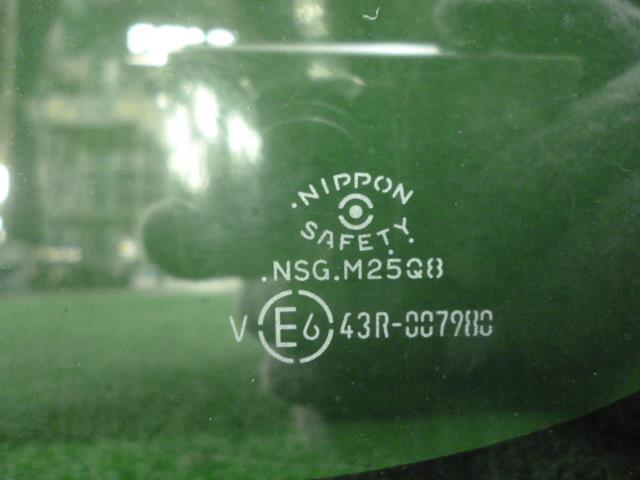 .NIPPON
SAFETY.
.NSG.M25Q8
V E6 43R-007980